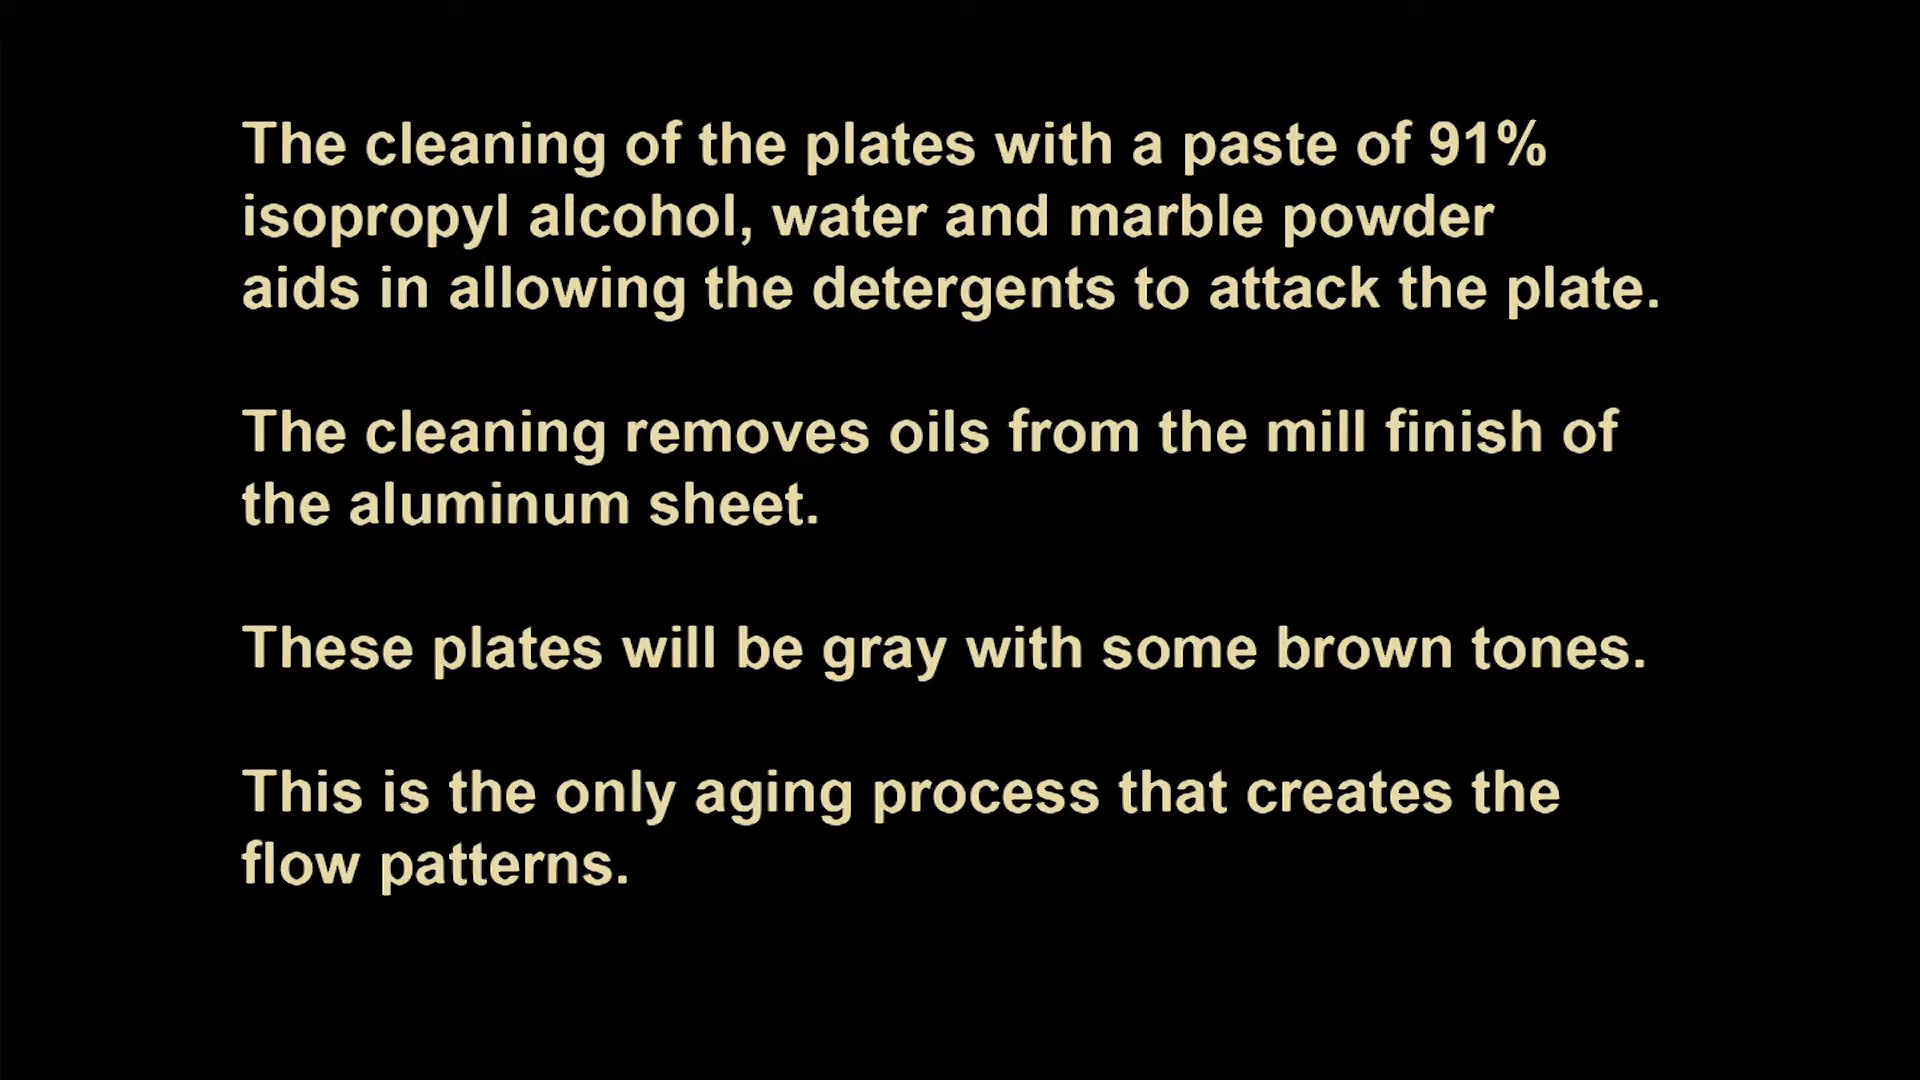 The cleaning of the plates with a paste of 91%
isopropyl alcohol, water and marble powder
aids in allowing the detergents to attack the plate.
The cleaning removes oils from the mill finish of
the aluminum sheet.
These plates will be gray with some brown tones.
This is the only aging process that creates the
flow patterns.